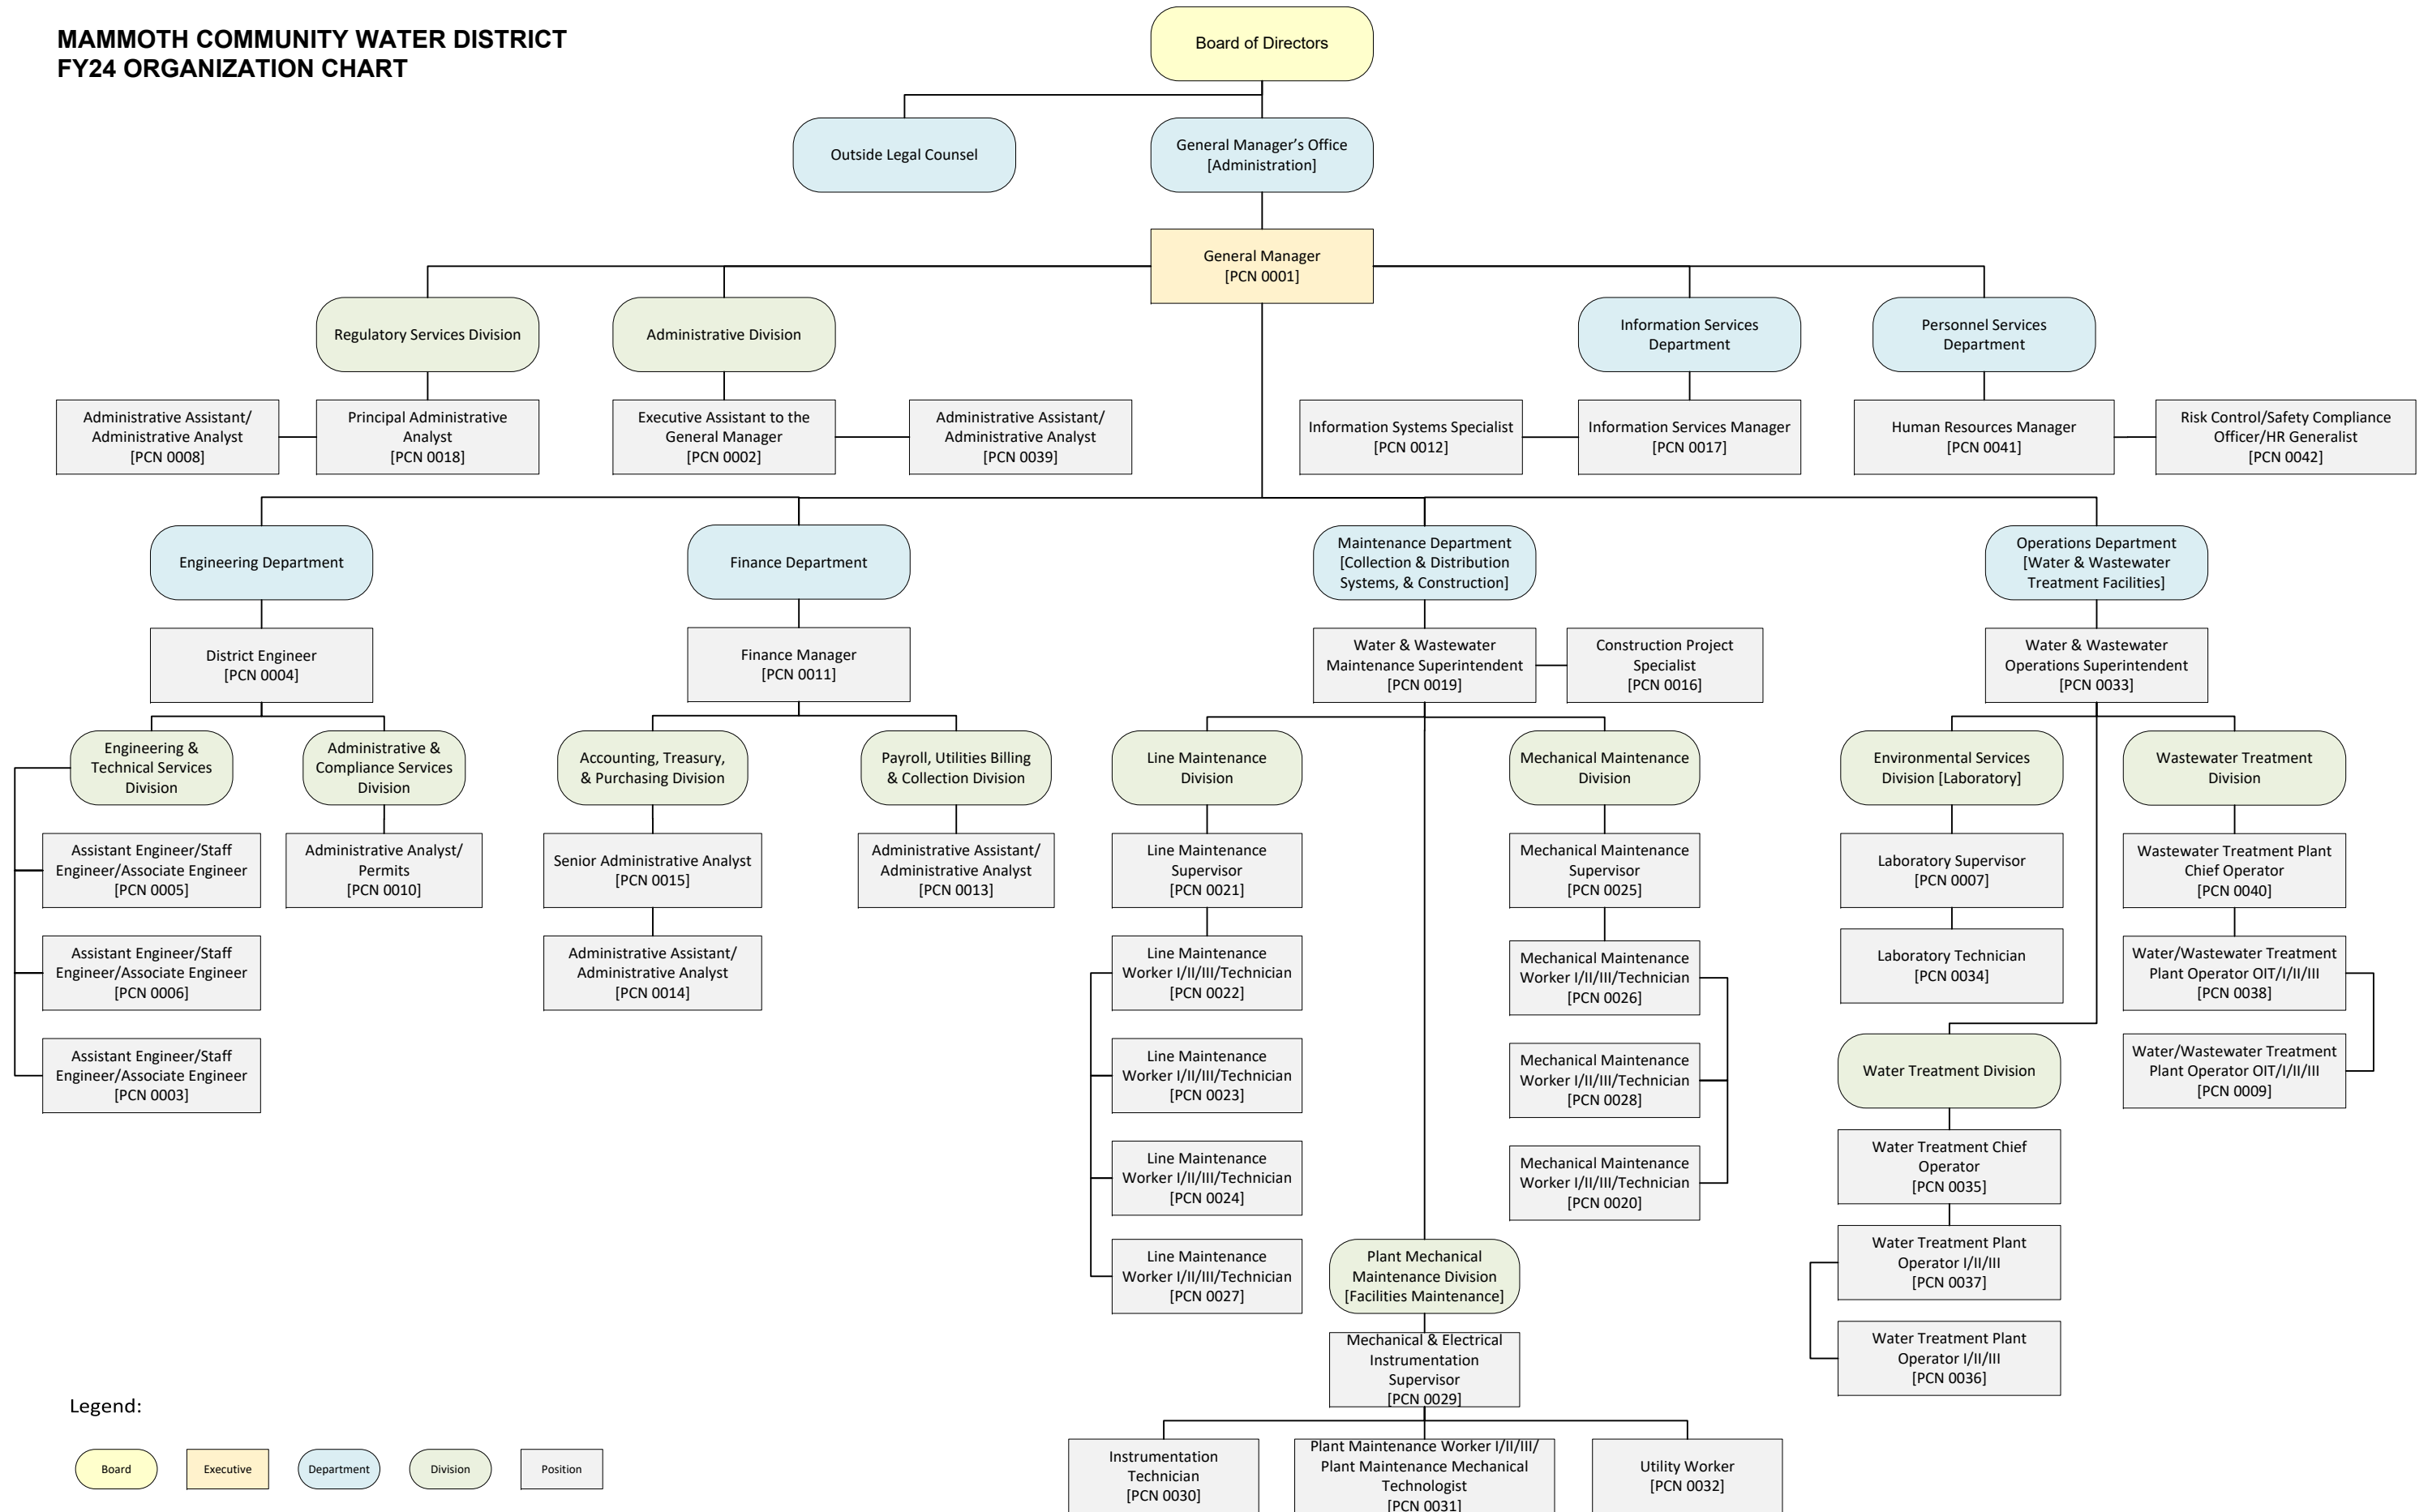 MAMMOTH COMMUNITY WATER DISTRICT
FY24 ORGANIZATION CHART
Board of Directors
Outside Legal Counsel
General Manager’s Office
[Administration]
General Manager
[PCN 0001]
Regulatory Services Division
Administrative Division
Information Services
Department
Personnel Services
Department
Administrative Assistant/
Administrative Analyst
[PCN 0008]
Principal Administrative
Analyst
[PCN 0018]
Executive Assistant to the
General Manager
[PCN 0002]
Administrative Assistant/
Administrative Analyst
[PCN 0039]
Information Systems Specialist
[PCN 0012]
Information Services Manager
[PCN 0017]
Human Resources Manager
[PCN 0041]
Risk Control/Safety Compliance
Officer/HR Generalist
[PCN 0042]
Engineering Department
Finance Department
Maintenance Department
[Collection & Distribution
Systems, & Construction]
Operations Department
[Water & Wastewater
Treatment Facilities]
District Engineer
[PCN 0004]
Finance Manager
[PCN 0011]
Water & Wastewater
Maintenance Superintendent
[PCN 0019]
Construction Project
Specialist
[PCN 0016]
Water & Wastewater
Operations Superintendent
[PCN 0033]
Engineering &
Technical Services
Division
Administrative &
Compliance Services
Division
Accounting, Treasury,
& Purchasing Division
Payroll, Utilities Billing
& Collection Division
Line Maintenance
Division
Mechanical Maintenance
Division
Environmental Services
Division [Laboratory]
Wastewater Treatment
Division
Assistant Engineer/Staff
Engineer/Associate Engineer
[PCN 0005]
Administrative Analyst/
Permits
[PCN 0010]
Senior Administrative Analyst
[PCN 0015]
Administrative Assistant/
Administrative Analyst
[PCN 0013]
Line Maintenance
Supervisor
[PCN 0021]
Mechanical Maintenance
Supervisor
[PCN 0025]
Laboratory Supervisor
[PCN 0007]
Wastewater Treatment Plant
Chief Operator
[PCN 0040]
Assistant Engineer/Staff
Engineer/Associate Engineer
[PCN 0006]
Administrative Assistant/
Administrative Analyst
[PCN 0014]
Line Maintenance
Worker I/II/III/Technician
[PCN 0022]
Mechanical Maintenance
Worker I/II/III/Technician
[PCN 0026]
Laboratory Technician
[PCN 0034]
Water/Wastewater Treatment
Plant Operator OIT/I/II/III
[PCN 0038]
Assistant Engineer/Staff
Engineer/Associate Engineer
[PCN 0003]
Line Maintenance
Worker I/II/III/Technician
[PCN 0023]
Mechanical Maintenance
Worker I/II/III/Technician
[PCN 0028]
Water Treatment Division
Water/Wastewater Treatment
Plant Operator OIT/I/II/III
[PCN 0009]
Line Maintenance
Worker I/II/III/Technician
[PCN 0024]
Mechanical Maintenance
Worker I/II/III/Technician
[PCN 0020]
Water Treatment Chief
Operator
[PCN 0035]
Line Maintenance
Worker I/II/III/Technician
[PCN 0027]
Plant Mechanical
Maintenance Division
[Facilities Maintenance]
Water Treatment Plant
Operator I/II/III
[PCN 0037]
Mechanical & Electrical
Instrumentation
Supervisor
[PCN 0029]
Water Treatment Plant
Operator I/II/III
[PCN 0036]
Instrumentation
Technician
[PCN 0030]
Plant Maintenance Worker I/II/III/
Plant Maintenance Mechanical
Technologist
[PCN 0031]
Utility Worker
[PCN 0032]
Legend:
Board
Executive
Department
Division
Position